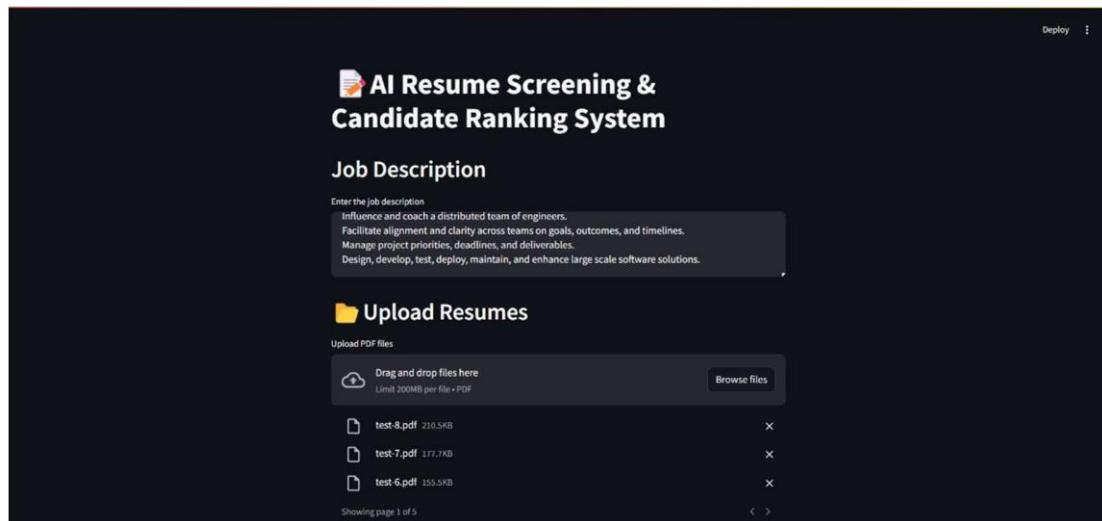 Deploy
AI Resume Screening &
Candidate Ranking System
Job Description
Enter the job description
Influence and coach a distributed team of engineers.
Facilitate alignment and clarity across teams on goals, outcomes, and timelines.
Manage project priorities, deadlines, and deliverables.
Design, develop, test, deploy, maintain, and enhance large scale software solutions.
Upload Resumes
Upload PDF files
Drag and drop files here
Limit 200MB per file • PDF
Browse files
test-8.pdf 210.5KB
test-7.pdf 177.7KB
test-6.pdf 155.5KB
Showing page 1 of 5